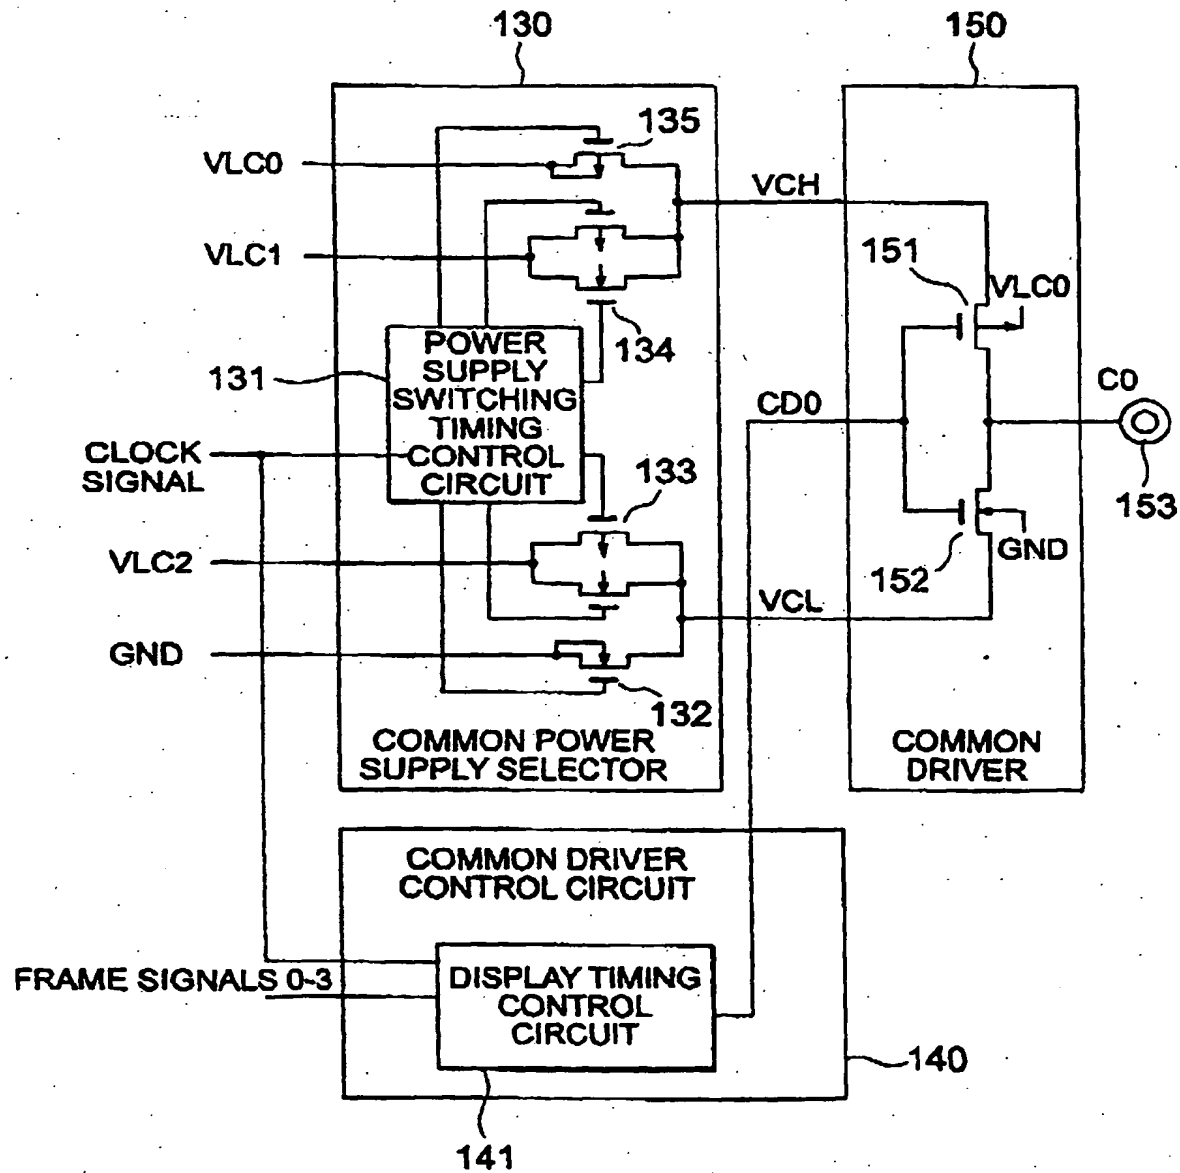 130
150
135
VLC0
VCH
VLC1
151
VLC0
134
POWER
SUPPLY
SWITCHING
TIMING
CONTROL
CIRCUIT
131
CD0
C0
CLOCK
SIGNAL
133
153
VLC2
152
GND
VCL
GND
132
COMMON POWER
SUPPLY SELECTOR
COMMON
DRIVER
COMMON DRIVER
CONTROL CIRCUIT
FRAME SIGNALS 0-3
DISPLAY TIMING
CONTROL
CIRCUIT
140
141